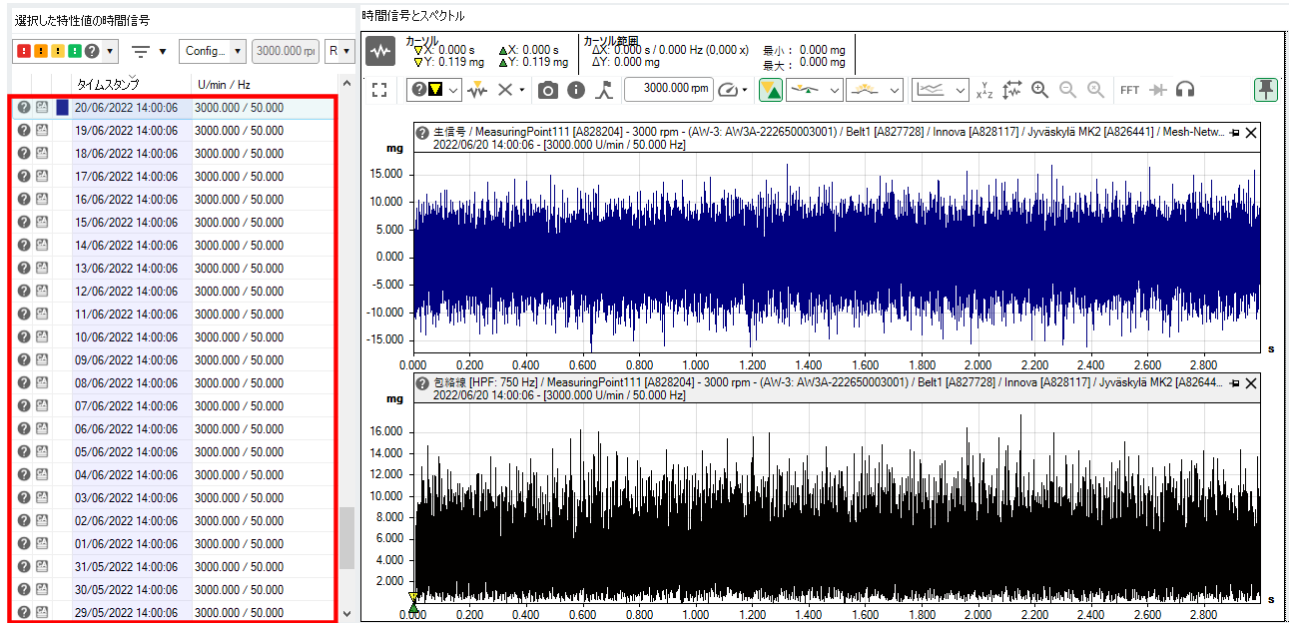 選択した特性値の時間信号
Config... 3000.000 rpi R
タイムスタンプ U/min / Hz
20/06/2022 14:00:06 3000.000 / 50.000
19/06/2022 14:00:06 3000.000 / 50.000
18/06/2022 14:00:06 3000.000 / 50.000
17/06/2022 14:00:06 3000.000 / 50.000
16/06/2022 14:00:06 3000.000 / 50.000
15/06/2022 14:00:06 3000.000 / 50.000
14/06/2022 14:00:06 3000.000 / 50.000
13/06/2022 14:00:06 3000.000 / 50.000
12/06/2022 14:00:06 3000.000 / 50.000
11/06/2022 14:00:06 3000.000 / 50.000
10/06/2022 14:00:06 3000.000 / 50.000
09/06/2022 14:00:06 3000.000 / 50.000
08/06/2022 14:00:06 3000.000 / 50.000
07/06/2022 14:00:06 3000.000 / 50.000
06/06/2022 14:00:06 3000.000 / 50.000
05/06/2022 14:00:06 3000.000 / 50.000
04/06/2022 14:00:06 3000.000 / 50.000
03/06/2022 14:00:06 3000.000 / 50.000
02/06/2022 14:00:06 3000.000 / 50.000
01/06/2022 14:00:06 3000.000 / 50.000
31/05/2022 14:00:06 3000.000 / 50.000
30/05/2022 14:00:06 3000.000 / 50.000
29/05/2022 14:00:06 3000.000 / 50.000
時間信号とスペクトル
カーソル カーソル範囲
X: 0.000 s X: 0.000 s ΔX: 0.000 s / 0.000 Hz (0,000 x) 最小: 0.000 mg
Y: 0.119 mg Y: 0.119 mg ΔY: 0.000 mg 最大: 0.000 mg
3000.000 rpm FFT
主信号 / MeasuringPoint111 [A828204] - 3000 rpm - (AW-3: AW3A-222650003001) / Belt1 [A827728] / Innova [A828117] / Jyväskylä MK2 [A826441] / Mesh-Netw...
2022/06/20 14:00:06 - [3000.000 U/min / 50.000 Hz]
mg
15.000
10.000
5.000
0.000
-5.000
-10.000
-15.000
s
0.000 0.200 0.400 0.600 0.800 1.000 1.200 1.400 1.600 1.800 2.000 2.200 2.400 2.600 2.800
包絡線 [HPF: 750 Hz] / MeasuringPoint111 [A828204] - 3000 rpm - (AW-3: AW3A-222650003001) / Belt1 [A827728] / Innova [A828117] / Jyväskylä MK2 [A82644...
2022/06/20 14:00:06 - [3000.000 U/min / 50.000 Hz]
mg
16.000
14.000
12.000
10.000
8.000
6.000
4.000
2.000
s
0.000 0.200 0.400 0.600 0.800 1.000 1.200 1.400 1.600 1.800 2.000 2.200 2.400 2.600 2.800